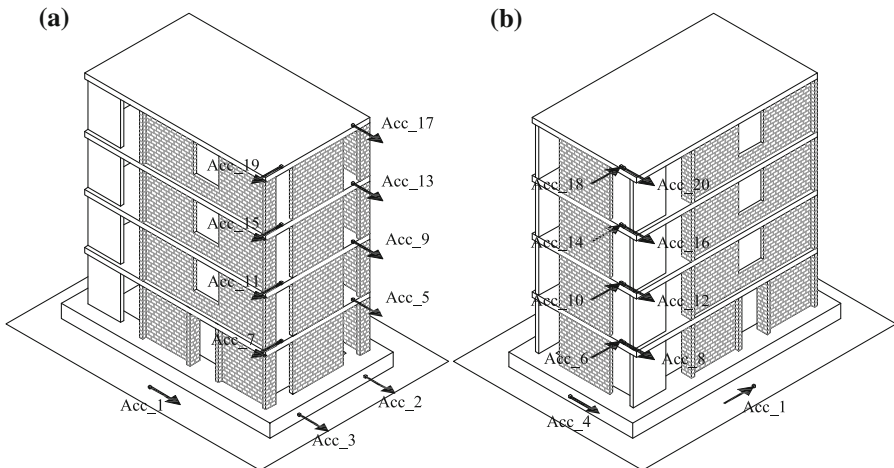 (a)
(b)
Acc_17
Acc_19
Acc_13
Acc_15
Acc_9
Acc_11
Acc_5
Acc_7
Acc_1
Acc_2
Acc_3
Acc_18
Acc_20
Acc_14
Acc_16
Acc_10
Acc_12
Acc_6
Acc_8
Acc_4
Acc_1